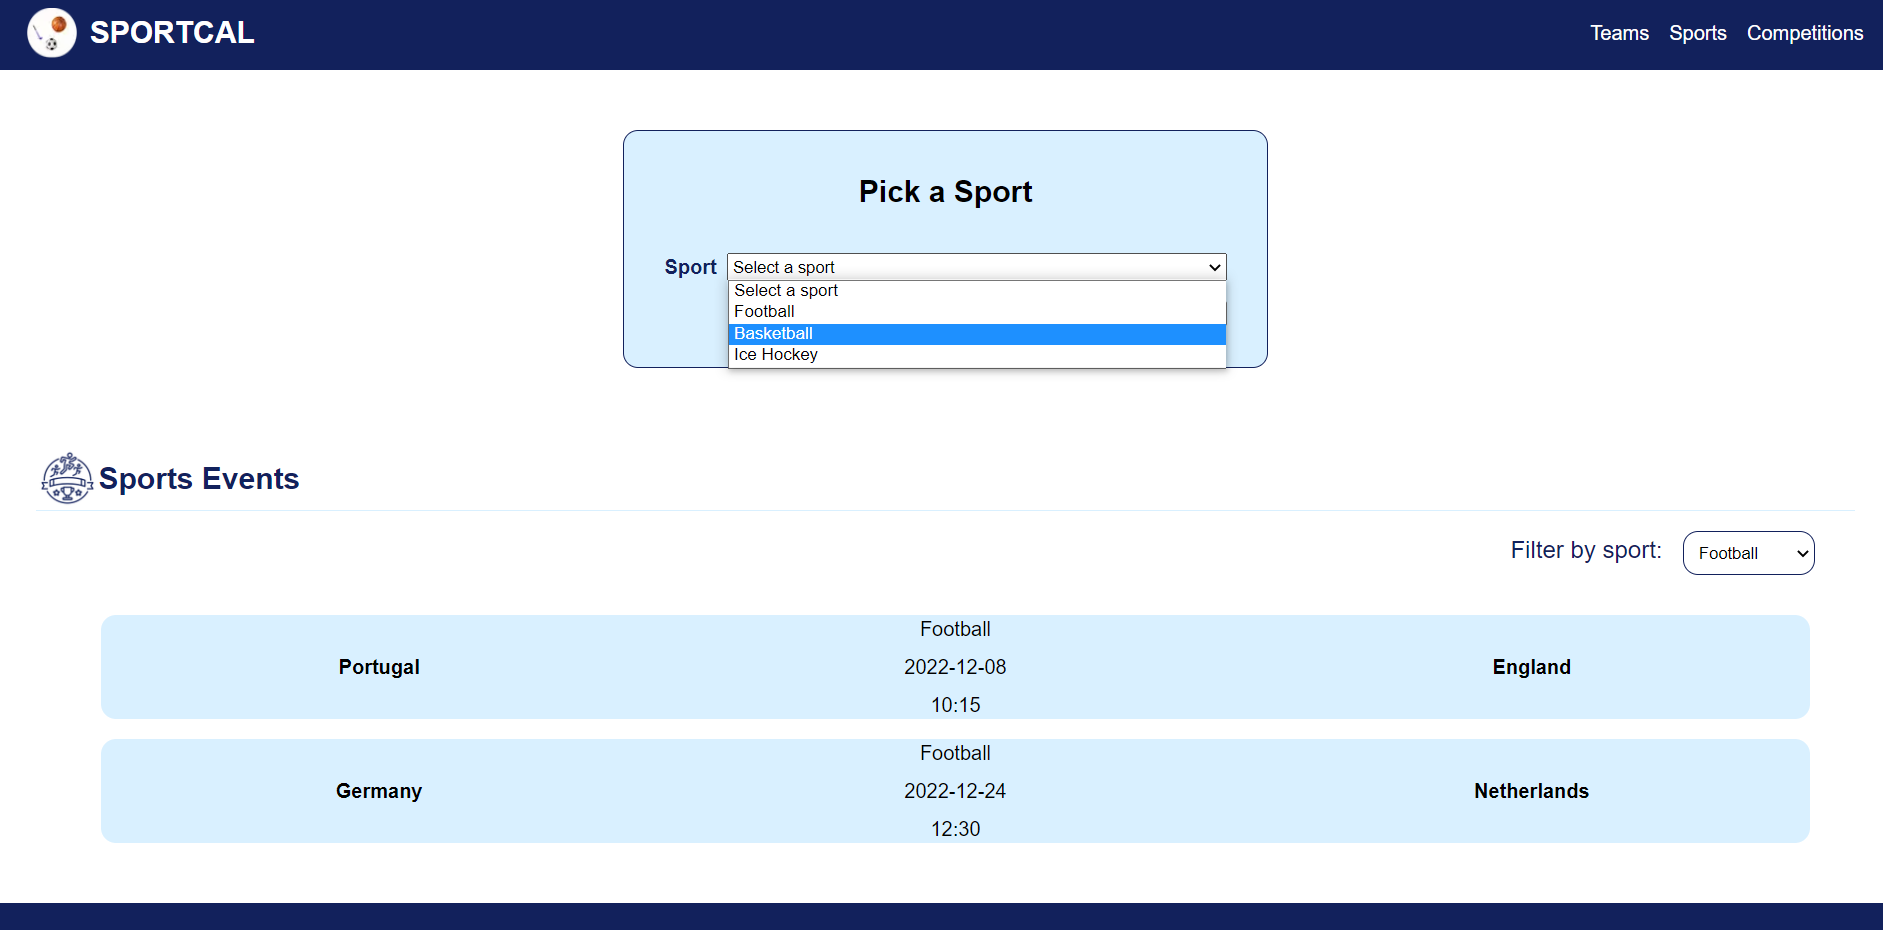 SPORTCAL
Teams Sports Competitions
Pick a Sport
Sport Select a sport
Select a sport
Football
Basketball
Ice Hockey
Sports Events
Filter by sport: Football
Football
Portugal 2022-12-08 England
10:15
Football
Germany 2022-12-24 Netherlands
12:30